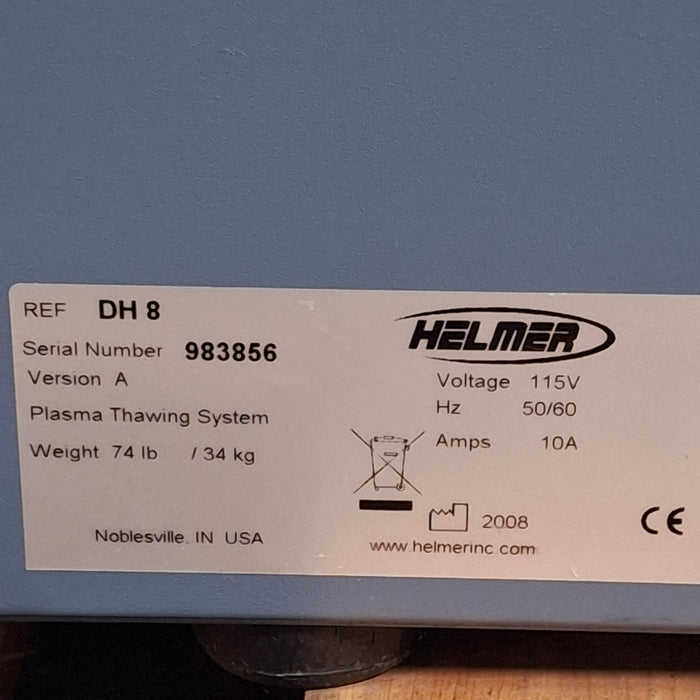 REF DH 8
Serial Number 983856
Version A
Plasma Thawing System
Weight 74 lb / 34 kg
Noblesville, IN USA
HELMER
Voltage 115V
Hz 50/60
Amps 10A
2008
www.helmerinc com
CE